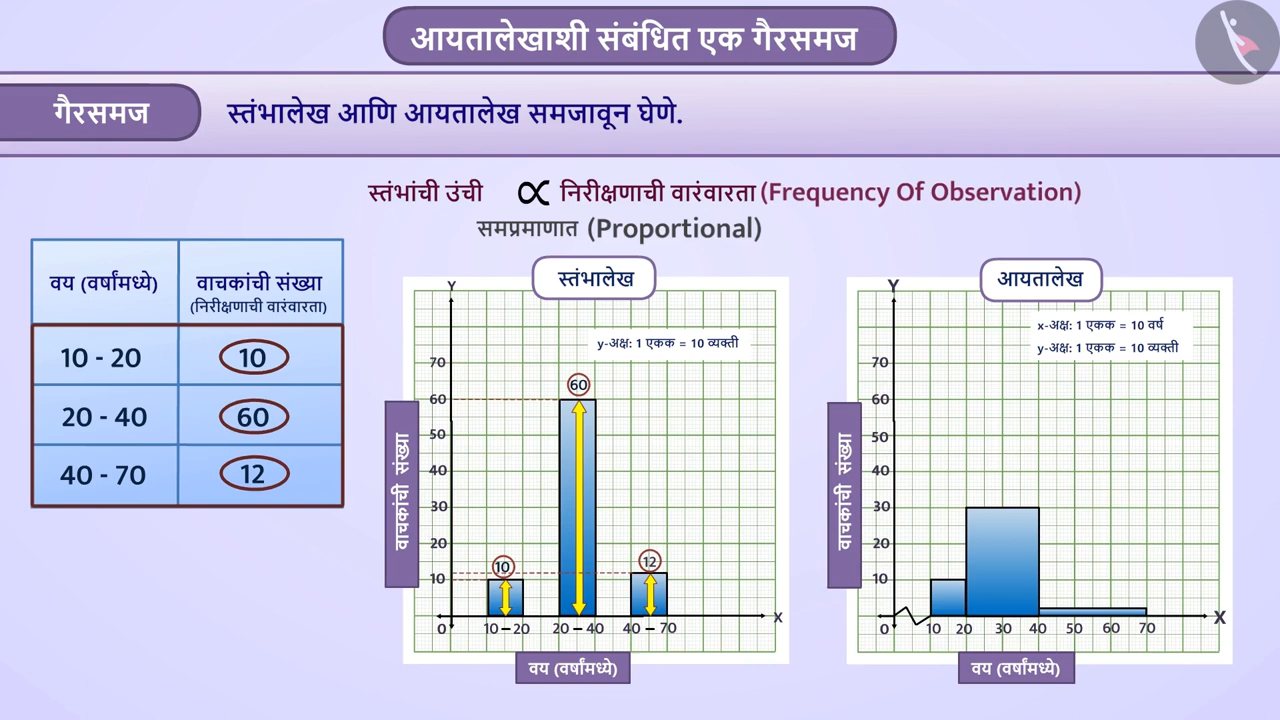 आयतालेखाशी संबंधित एक गैरसमज
गैरसमज
स्तंभालेख आणि आयतालेख समजावून घेणे.
स्तंभांची उंची ∝ निरीक्षणाची वारंवारता (Frequency Of Observation)
समप्रमाणात (Proportional)
वय (वर्षांमध्ये) वाचकांची संख्या
(निरीक्षणाची वारंवारता)
10 - 20 10
20 - 40 60
40 - 70 12
स्तंभालेख
Y
y-अक्ष: 1 एकक = 10 व्यक्ती
70
60
50
40
30
20
10
60
10
12
वाचकांची संख्या
0 10 – 20 20 – 40 40 – 70 X
वय (वर्षांमध्ये)
आयतालेख
Y
x-अक्ष: 1 एकक = 10 वर्ष
y-अक्ष: 1 एकक = 10 व्यक्ती
70
60
50
40
30
20
10
वाचकांची संख्या
0 10 20 30 40 50 60 70 X
वय (वर्षांमध्ये)